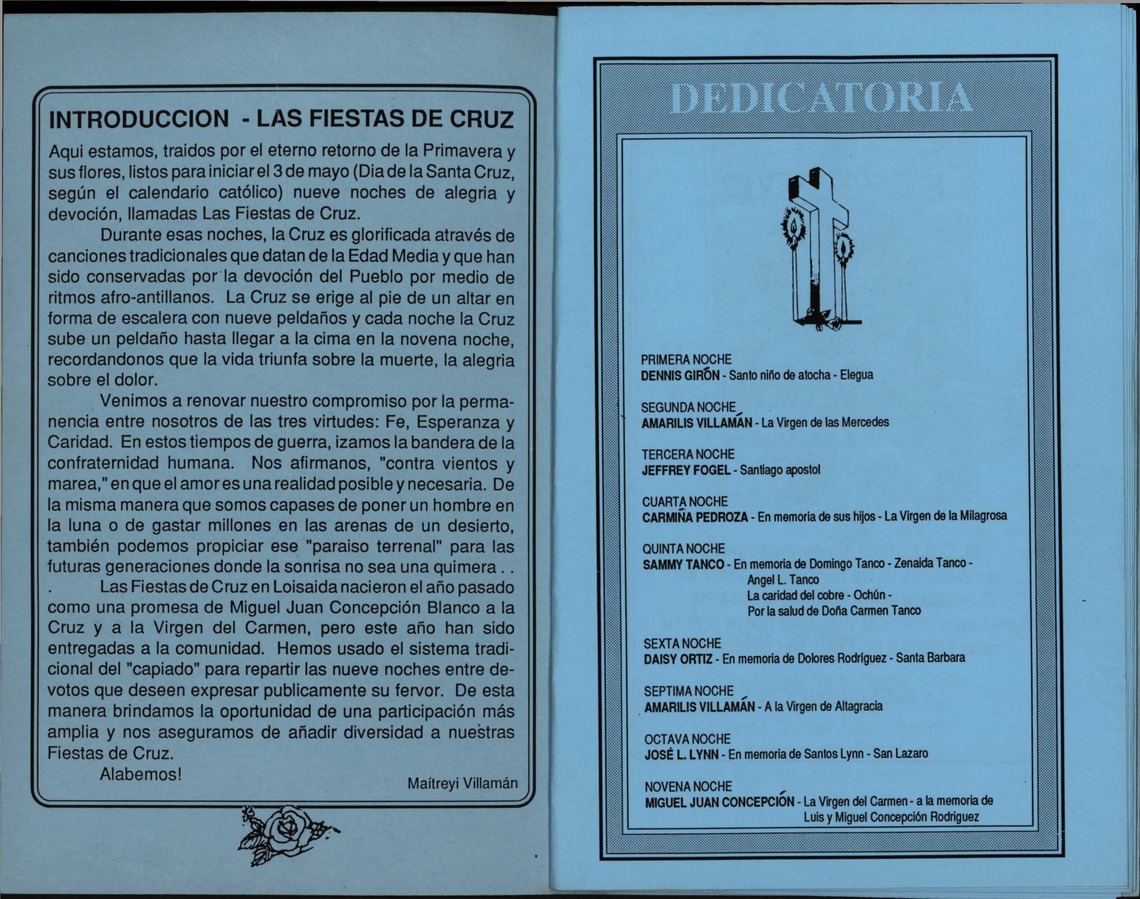 INTRODUCCION - LAS FIESTAS DE CRUZ
Aqui estamos, traidos por el eterno retorno de la Primavera y
sus flores, listos para iniciar el 3 de mayo (Dia de la Santa Cruz,
según el calendario católico) nueve noches de alegria y
devoción, llamadas Las Fiestas de Cruz.
Durante esas noches, la Cruz es glorificada através de
canciones tradicionales que datan de la Edad Media y que han
sido conservadas por la devoción del Pueblo por medio de
ritmos afro-antillanos. La Cruz se erige al pie de un altar en
forma de escalera con nueve peldaños y cada noche la Cruz
sube un peldaño hasta llegar a la cima en la novena noche,
recordandonos que la vida triunfa sobre la muerte, la alegria
sobre el dolor.
Venimos a renovar nuestro compromiso por la perma-
nencia entre nosotros de las tres virtudes: Fe, Esperanza y
Caridad. En estos tiempos de guerra, izamos la bandera de la
confraternidad humana. Nos afirmanos, "contra vientos y
marea," en que el amor es una realidad posible y necesaria. De
la misma manera que somos capases de poner un hombre en
la luna o de gastar millones en las arenas de un desierto,
también podemos propiciar ese "paraiso terrenal" para las
futuras generaciones donde la sonrisa no sea una quimera . .
. Las Fiestas de Cruz en Loisaida nacieron el año pasado
como una promesa de Miguel Juan Concepción Blanco a la
Cruz y a la Virgen del Carmen, pero este año han sido
entregadas a la comunidad. Hemos usado el sistema tradi-
cional del "capiado" para repartir las nueve noches entre de-
votos que deseen expresar publicamente su fervor. De esta
manera brindamos la oportunidad de una participación más
amplia y nos aseguramos de añadir diversidad a nuestras
Fiestas de Cruz.
Alabemos!
Maítreyi Villamán
DEDICATORIA
PRIMERA NOCHE
DENNIS GIRÓN - Santo niño de atocha - Elegua
SEGUNDA NOCHE
AMARILIS VILLAMÁN - La Virgen de las Mercedes
TERCERA NOCHE
JEFFREY FOGEL - Santiago apostol
CUARTA NOCHE
CARMIÑA PEDROZA - En memoria de sus hijos - La Virgen de la Milagrosa
QUINTA NOCHE
SAMMY TANCO - En memoria de Domingo Tanco - Zenaida Tanco -
Angel L. Tanco
La caridad del cobre - Ochún -
Por la salud de Doña Carmen Tanco
SEXTA NOCHE
DAISY ORTIZ - En memoria de Dolores Rodríguez - Santa Barbara
SEPTIMA NOCHE
AMARILIS VILLAMÁN - A la Virgen de Altagracia
OCTAVA NOCHE
JOSÉ L. LYNN - En memoria de Santos Lynn - San Lazaro
NOVENA NOCHE
MIGUEL JUAN CONCEPCIÓN - La Virgen del Carmen - a la memoria de
Luis y Miguel Concepción Rodriguez